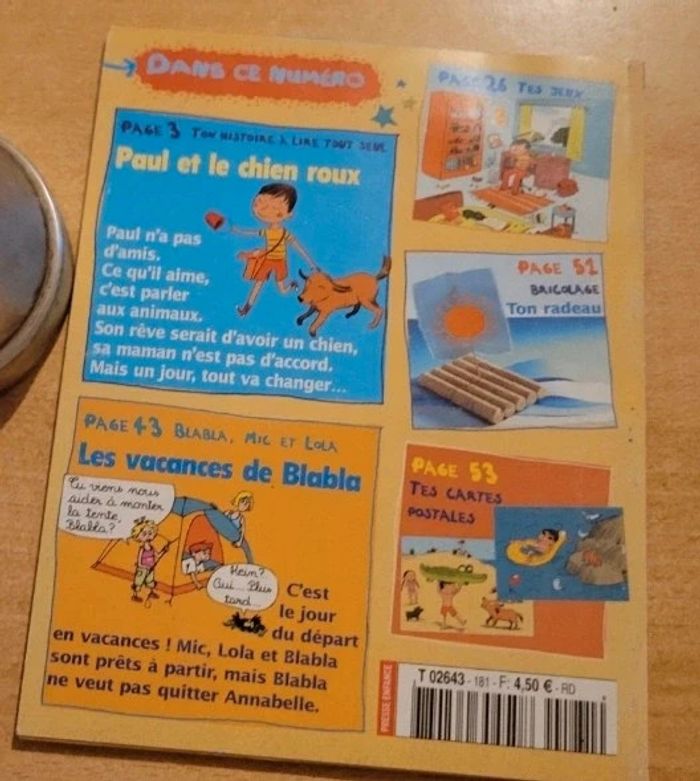 DANS CE NUMÉRO
PAGE 3 TON HISTOIRE À LIRE TOUT SEUL
Paul et le chien roux
Paul n'a pas
d'amis.
Ce qu'il aime,
c'est parler
aux animaux.
Son rêve serait d'avoir un chien,
sa maman n'est pas d'accord.
Mais un jour, tout va changer...
PAGE 43 BLABLA, MIC ET LOLA
Les vacances de Blabla
Tu viens nous
aider à monter
la tente,
Blabla?
Hein?
Oui... Plus
tard...
C'est
le jour
du départ
en vacances ! Mic, Lola et Blabla
sont prêts à partir, mais Blabla
ne veut pas quitter Annabelle.
PAGE 26 TES JEUX
PAGE 51
BRICOLAGE
Ton radeau
PAGE 53
TES CARTES
POSTALES
PRESSE ENFANCE
T 02643 - 181 - F: 4,50 € - RD